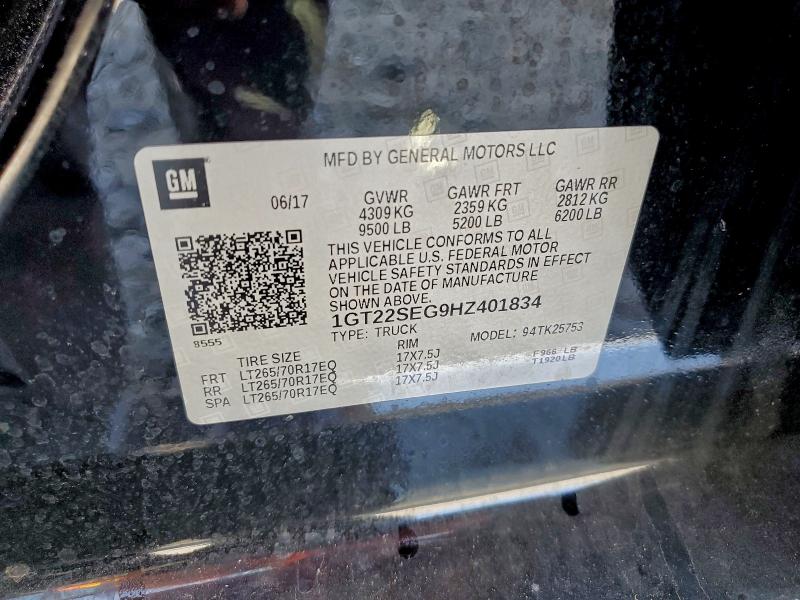 MFD BY GENERAL MOTORS LLC
GM
06/17
GVWR GAWR FRT GAWR RR
4309 KG 2359 KG 2812 KG
9500 LB 5200 LB 6200 LB
THIS VEHICLE CONFORMS TO ALL
APPLICABLE U.S. FEDERAL MOTOR
VEHICLE SAFETY STANDARDS IN EFFECT
ON THE DATE OF MANUFACTURE
SHOWN ABOVE.
1GT22SEG9HZ401834
8555
TYPE: TRUCK MODEL: 94TK25753
TIRE SIZE RIM
FRT LT265/70R17EQ 17X7.5J
RR LT265/70R17EQ 17X7.5J
SPA LT265/70R17EQ 17X7.5J
LB
T1920LB